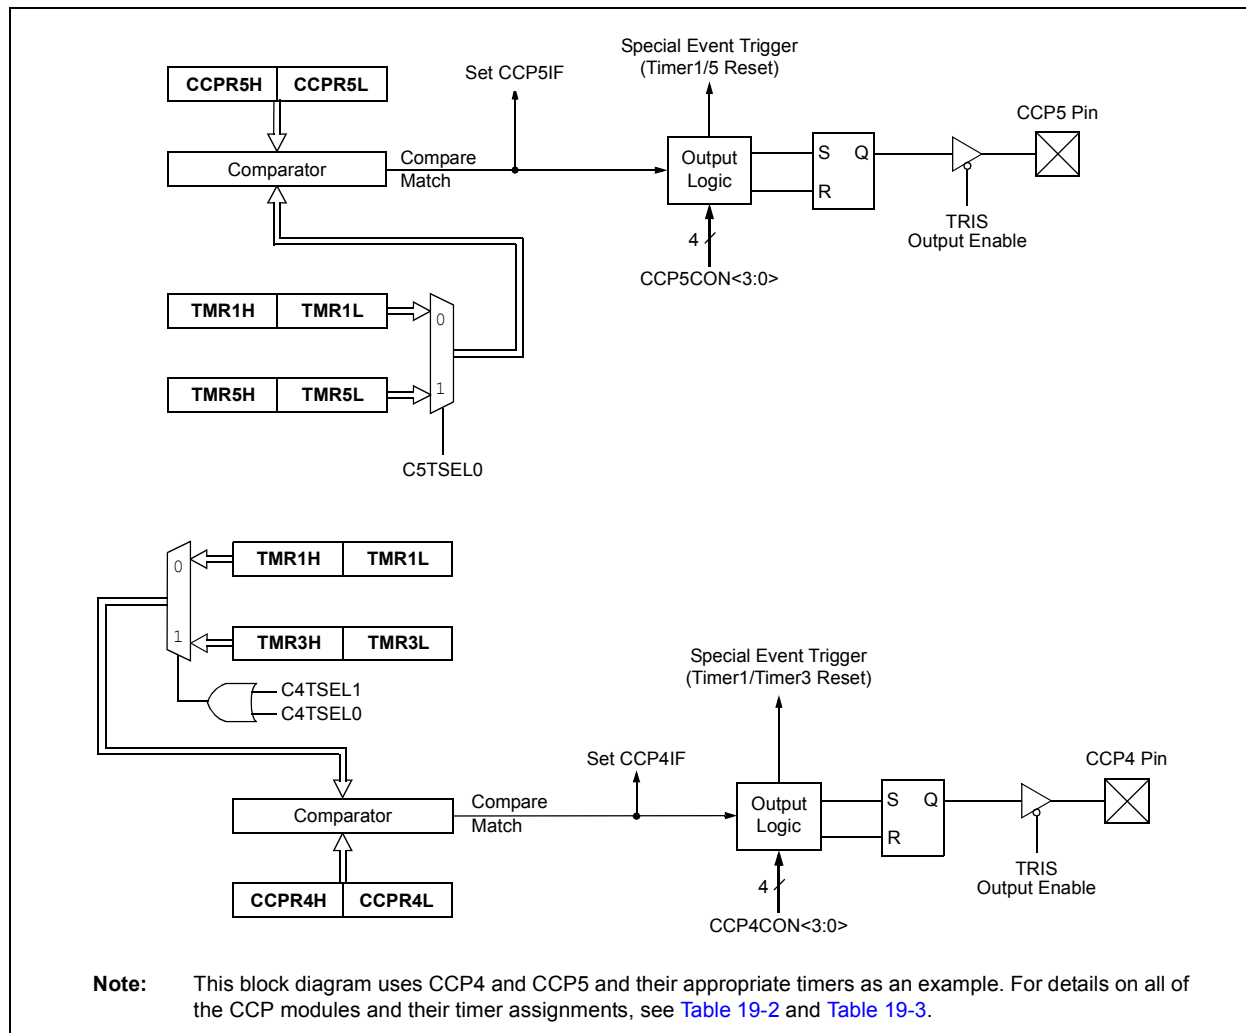 Special Event Trigger
(Timer1/5 Reset)
Set CCP5IF
CCPR5H CCPR5L
CCP5 Pin
Comparator
Compare
Match
Output
Logic
S Q
R
TRIS
Output Enable
4
CCP5CON<3:0>
TMR1H TMR1L
0
TMR5H TMR5L
1
C5TSEL0
TMR1H TMR1L
0
TMR3H TMR3L
1
C4TSEL1
C4TSEL0
Special Event Trigger
(Timer1/Timer3 Reset)
Set CCP4IF
CCP4 Pin
Comparator
Compare
Match
Output
Logic
S Q
R
TRIS
Output Enable
4
CCPR4H CCPR4L
CCP4CON<3:0>
Note: This block diagram uses CCP4 and CCP5 and their appropriate timers as an example. For details on all of
the CCP modules and their timer assignments, see Table 19-2 and Table 19-3.